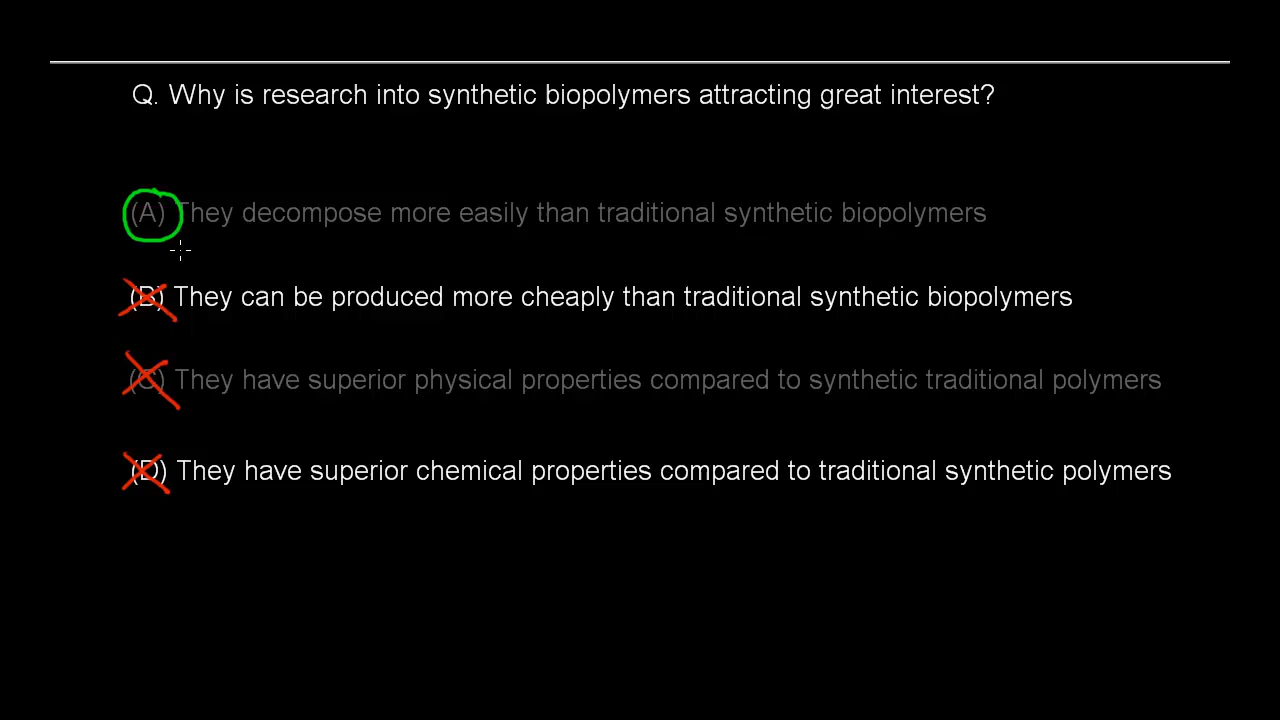 Q. Why is research into synthetic biopolymers attracting great interest?
(A) They decompose more easily than traditional synthetic biopolymers
(B) They can be produced more cheaply than traditional synthetic biopolymers
(C) They have superior physical properties compared to synthetic traditional polymers
(D) They have superior chemical properties compared to traditional synthetic polymers